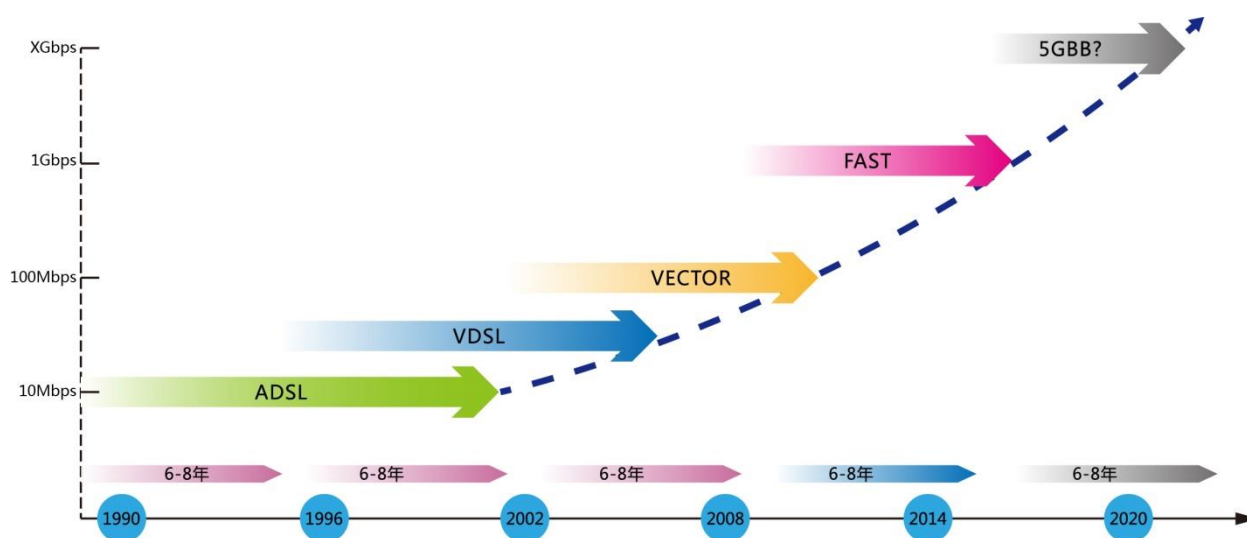 XGbps
5GBB?
1Gbps
FAST
100Mbps
VECTOR
VDSL
10Mbps
ADSL
6-8年
6-8年
6-8年
6-8年
6-8年
1990
1996
2002
2008
2014
2020